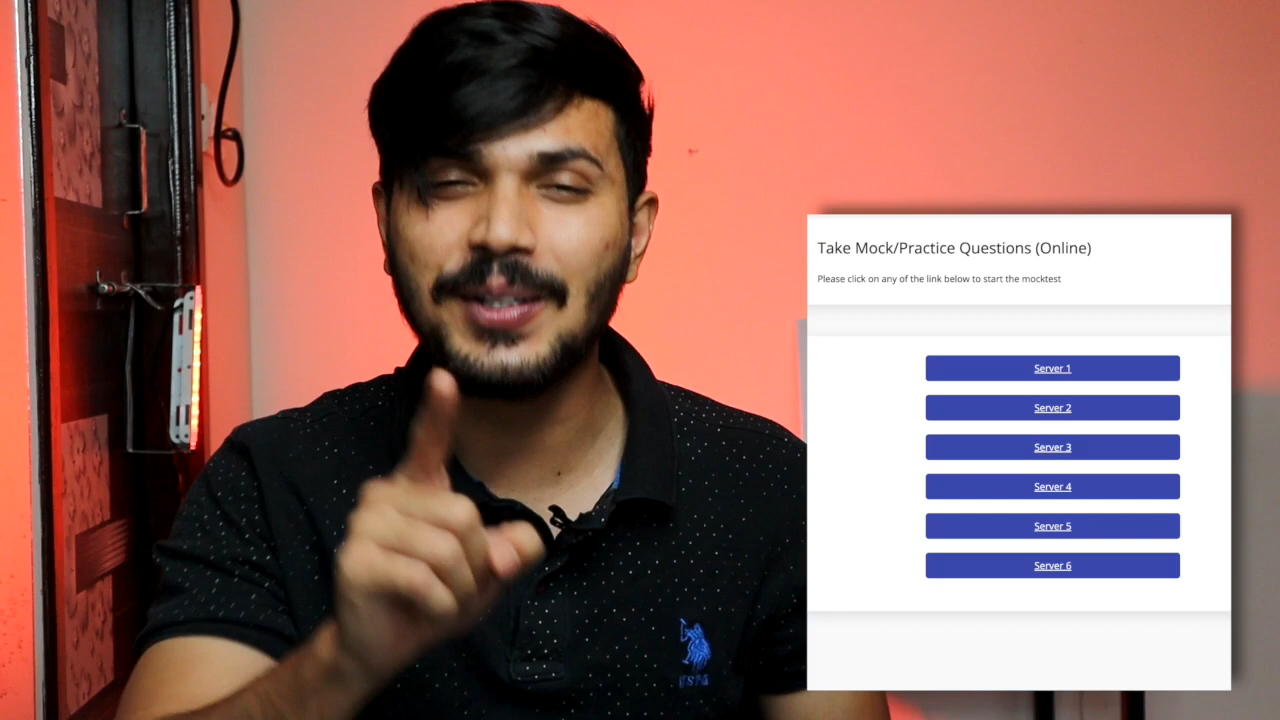 Take Mock/Practice Questions (Online)
Please click on any of the link below to start the mocktest
Server 1
Server 2
Server 3
Server 4
Server 5
Server 6